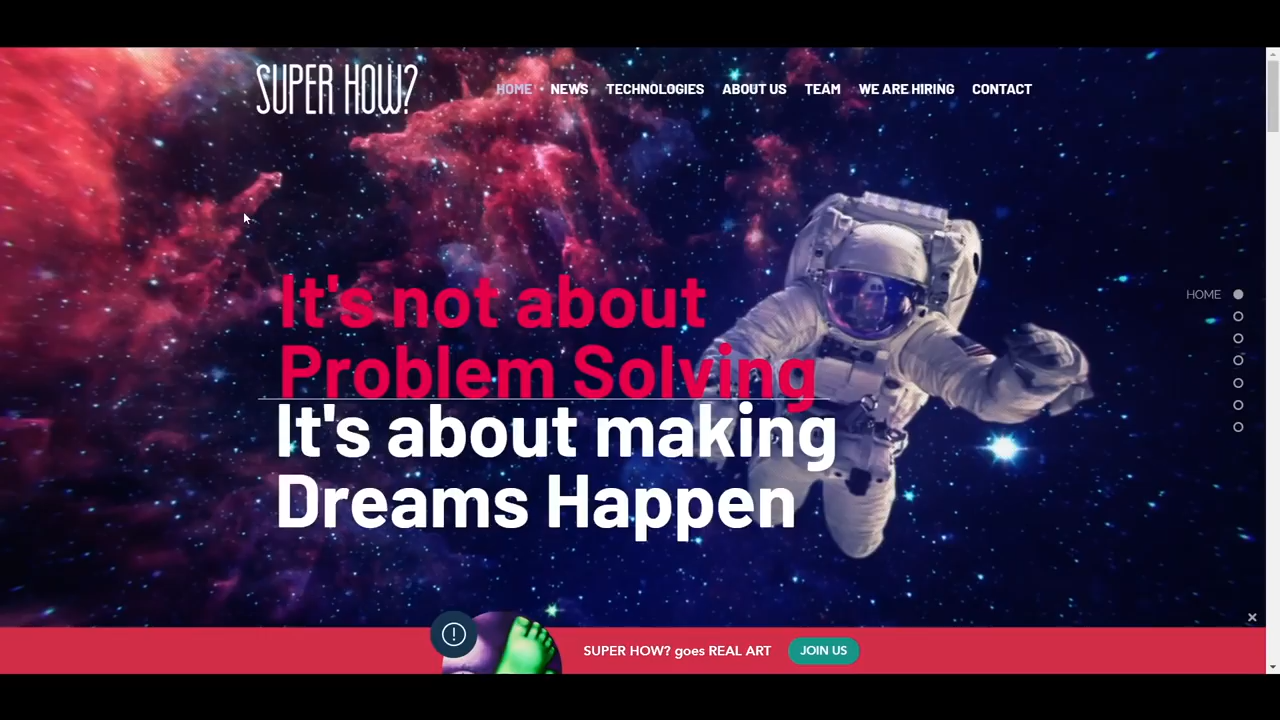 SUPER HOW?
HOME NEWS TECHNOLOGIES ABOUT US TEAM WE ARE HIRING CONTACT
It's not about
Problem Solving
It's about making
Dreams Happen
HOME
SUPER HOW? goes REAL ART JOIN US